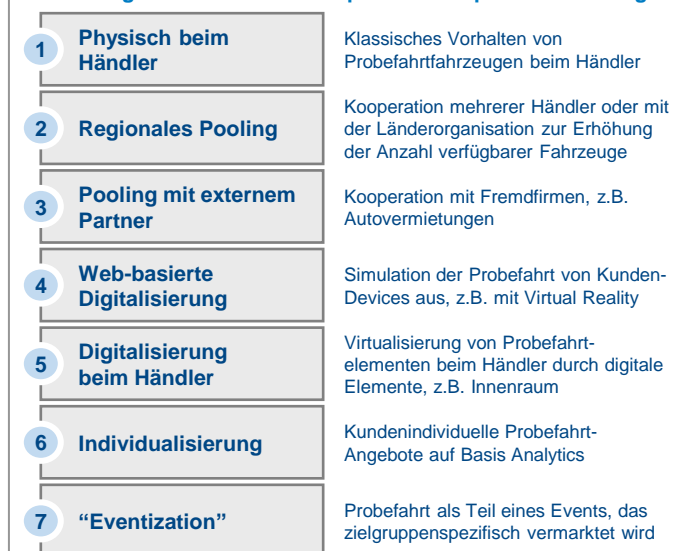 1
Physisch beim
Händler
Klassisches Vorhalten von
Probefahrtfahrzeugen beim Händler
2
Regionales Pooling
Kooperation mehrerer Händler oder mit
der Länderorganisation zur Erhöhung
der Anzahl verfügbarer Fahrzeuge
3
Pooling mit externem
Partner
Kooperation mit Fremdfirmen, z.B.
Autovermietungen
4
Web-basierte
Digitalisierung
Simulation der Probefahrt von Kunden-
Devices aus, z.B. mit Virtual Reality
5
Digitalisierung
beim Händler
Virtualisierung von Probefahrt-
elementen beim Händler durch digitale
Elemente, z.B. Innenraum
6
Individualisierung
Kundenindividuelle Probefahrt-
Angebote auf Basis Analytics
7
“Eventization”
Probefahrt als Teil eines Events, das
zielgruppenspezifisch vermarktet wird